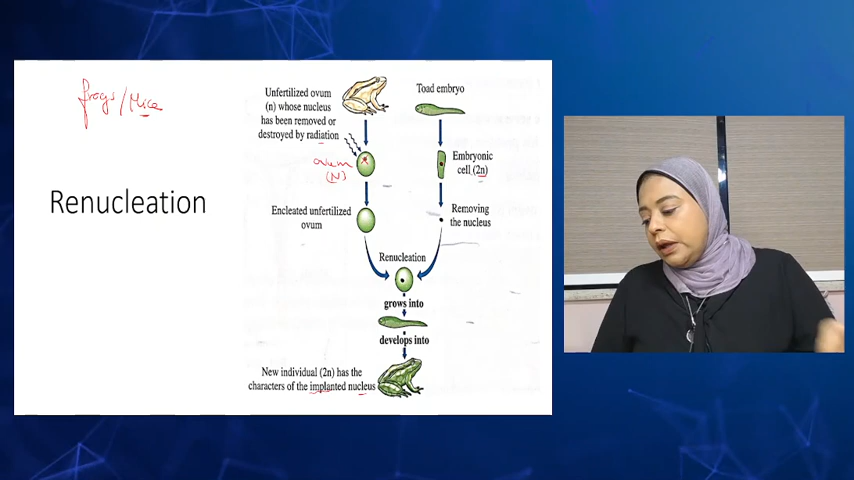 frogs/Mice
Renucleation
Unfertilized ovum
(n) whose nucleus
has been removed or
destroyed by radiation
Toad embryo
ovum
(N)
Embryonic
cell (2n)
Encleated unfertilized
ovum
Removing
the nucleus
Renucleation
grows into
develops into
New individual (2n) has the
characters of the implanted nucleus